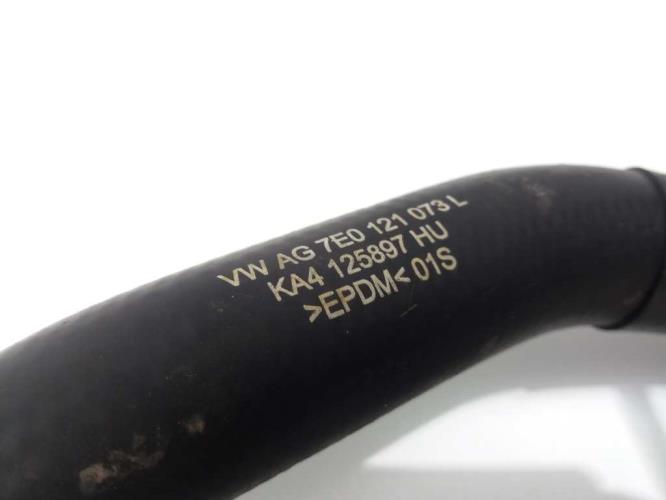 VW AG 7E0 121 073 L
KA4 125897 HU
>EPDM< 01S